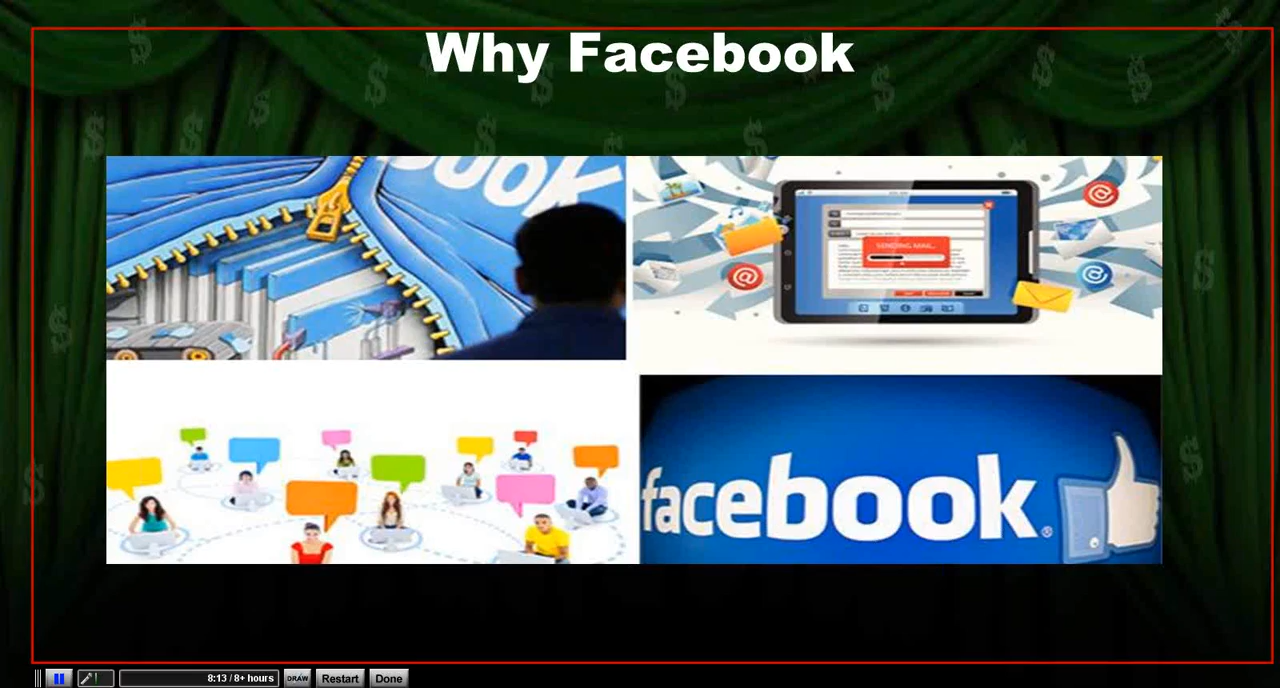 Why Facebook
BOOK
SENDING MAIL..
facebook®
8:13 / 8+ hours
DRAW
Restart
Done